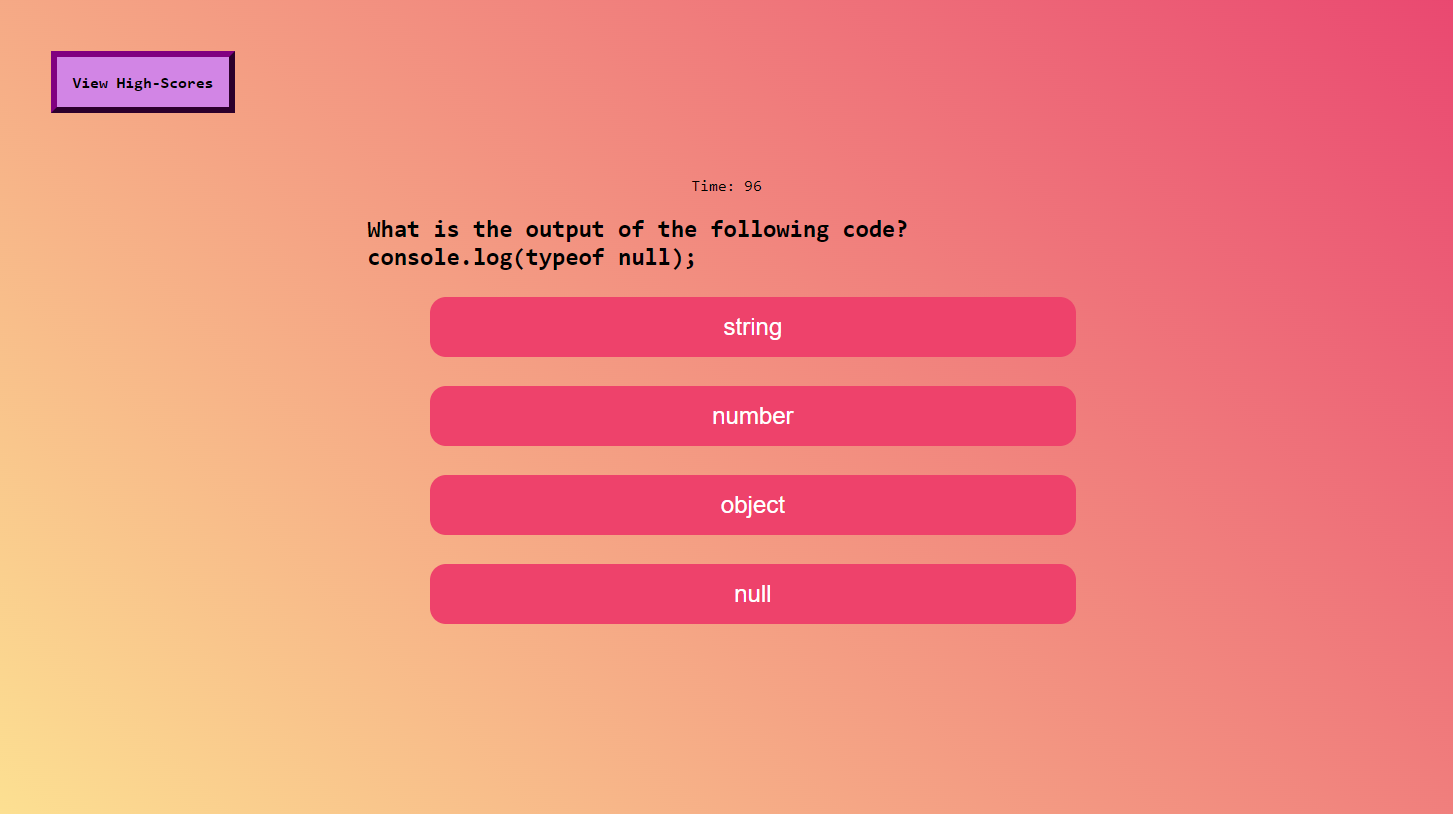 View High-Scores
Time: 96
What is the output of the following code?
console.log(typeof null);
string
number
object
null